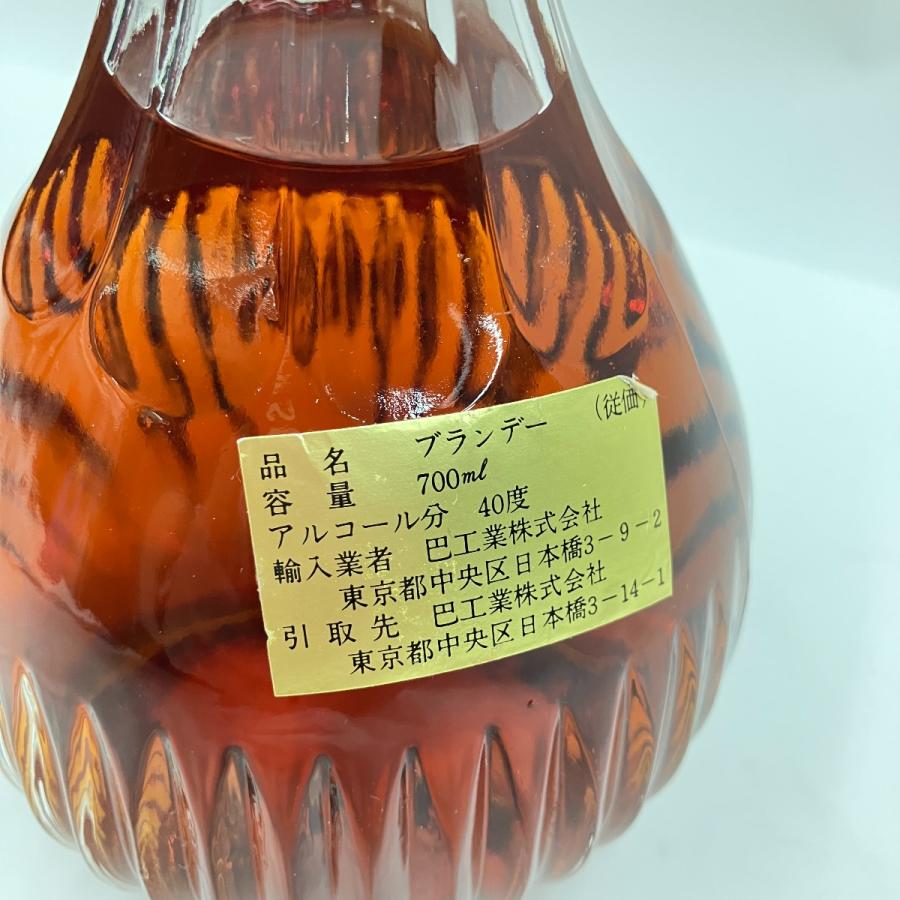 品 名 ブランデー (従価)
容 量 700ml
アルコール分 40度
輸入業者 巴工業株式会社
東京都中央区日本橋3-9-2
引 取 先 巴工業株式会社
東京都中央区日本橋3-14-1